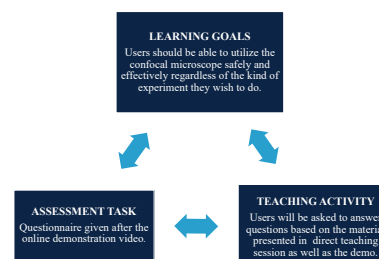 LEARNING GOALS
Users should be able to utilize the
confocal microscope safely and
effectively regardless of the kind of
experiment they wish to do.
ASSESSMENT TASK
Questionnaire given after the
online demonstration video.
TEACHING ACTIVITY
Users will be asked to answer
questions based on the material
presented in direct teaching
session as well as the demo.